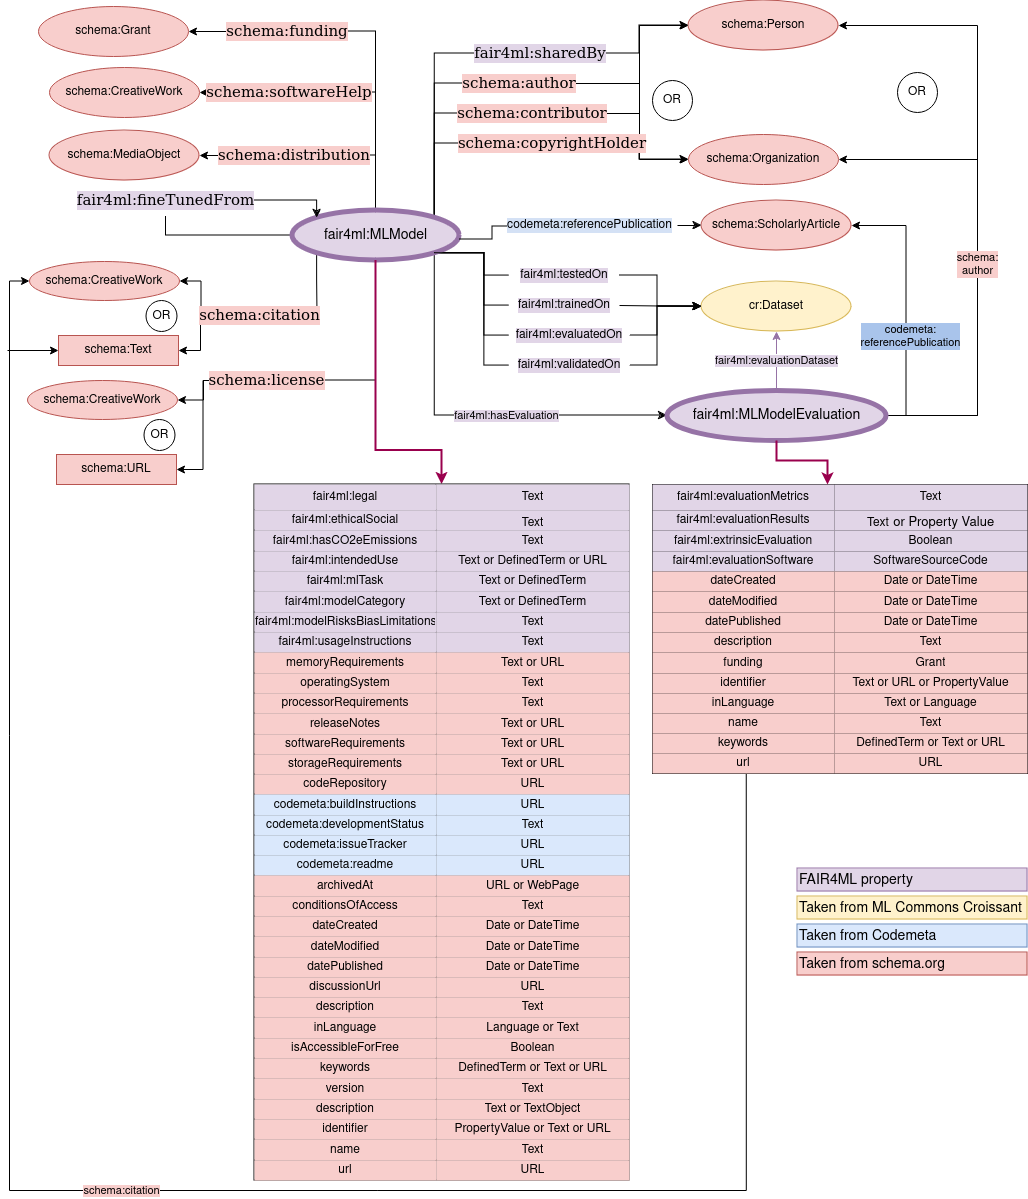 schema:Grant
schema:funding
schema:CreativeWork
schema:softwareHelp
schema:MediaObject
schema:distribution
fair4ml:fineTunedFrom
fair4ml:MLModel
fair4ml:sharedBy
schema:author
schema:contributor
schema:copyrightHolder
schema:Person
OR
OR
schema:Organization
codemeta:referencePublication
schema:ScholarlyArticle
fair4ml:testedOn
fair4ml:trainedOn
fair4ml:evaluatedOn
fair4ml:validatedOn
cr:Dataset
schema:
author
codemeta:
referencePublication
fair4ml:evaluationDataset
fair4ml:hasEvaluation
fair4ml:MLModelEvaluation
schema:CreativeWork
OR
schema:citation
schema:Text
schema:license
schema:CreativeWork
OR
schema:URL
fair4ml:legal Text
fair4ml:ethicalSocial Text
fair4ml:hasCO2eEmissions Text
fair4ml:intendedUse Text or DefinedTerm or URL
fair4ml:mlTask Text or DefinedTerm
fair4ml:modelCategory Text or DefinedTerm
fair4ml:modelRisksBiasLimitations Text
fair4ml:usageInstructions Text
memoryRequirements Text or URL
operatingSystem Text
processorRequirements Text
releaseNotes Text or URL
softwareRequirements Text or URL
storageRequirements Text or URL
codeRepository URL
codemeta:buildInstructions URL
codemeta:developmentStatus Text
codemeta:issueTracker URL
codemeta:readme URL
archivedAt URL or WebPage
conditionsOfAccess Text
dateCreated Date or DateTime
dateModified Date or DateTime
datePublished Date or DateTime
discussionUrl URL
description Text
inLanguage Language or Text
isAccessibleForFree Boolean
keywords DefinedTerm or Text or URL
version Text
description Text or TextObject
identifier PropertyValue or Text or URL
name Text
url URL
fair4ml:evaluationMetrics Text
fair4ml:evaluationResults Text or Property Value
fair4ml:extrinsicEvaluation Boolean
fair4ml:evaluationSoftware SoftwareSourceCode
dateCreated Date or DateTime
dateModified Date or DateTime
datePublished Date or DateTime
description Text
funding Grant
identifier Text or URL or PropertyValue
inLanguage Text or Language
name Text
keywords DefinedTerm or Text or URL
url URL
FAIR4ML property
Taken from ML Commons Croissant
Taken from Codemeta
Taken from schema.org
schema:citation